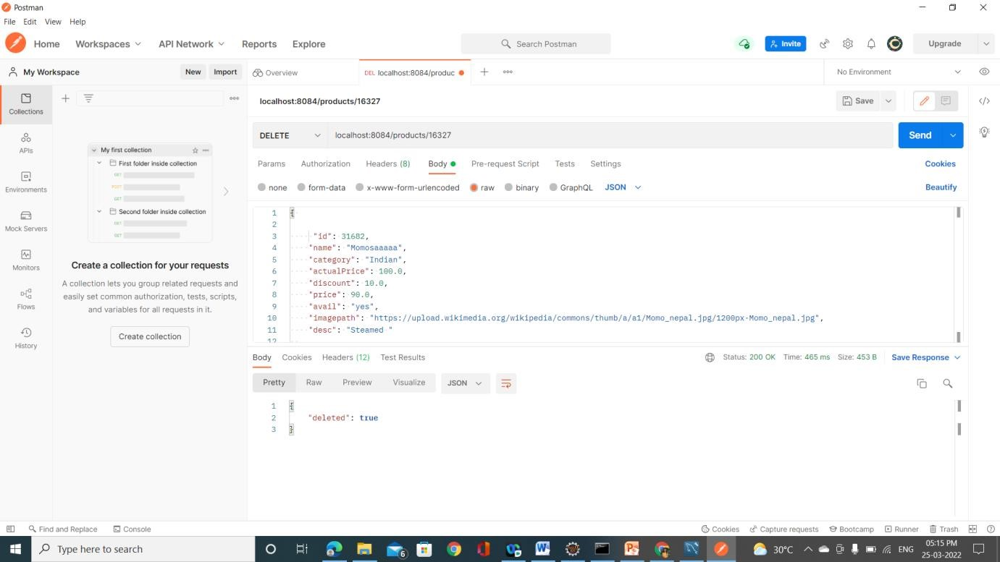 Postman
File Edit View Help
Home Workspaces API Network Reports Explore Search Postman Invite Upgrade
My Workspace New Import Overview DEL localhost:8084/produc No Environment
Collections
APIs
Environments
Mock Servers
Monitors
Flows
History
My first collection
First folder inside collection
GET
POST
GET
Second folder inside collection
GET
GET
Create a collection for your requests
A collection lets you group related requests and
easily set common authorization, tests, scripts,
and variables for all requests in it.
Create collection
localhost:8084/products/16327 Save
DELETE localhost:8084/products/16327 Send
Params Authorization Headers (8) Body Pre-request Script Tests Settings Cookies
none form-data x-www-form-urlencoded raw binary GraphQL JSON Beautify
1 {
2
3 "id": 31682,
4 "name": "Momosaaaaa",
5 "category": "Indian",
6 "actualPrice": 100.0,
7 "discount": 10.0,
8 "price": 90.0,
9 "avail": "yes",
10 "imagepath": "https://upload.wikimedia.org/wikipedia/commons/thumb/a/a1/Momo_nepal.jpg/1200px-Momo_nepal.jpg",
11 "desc": "Steamed "
12
Body Cookies Headers (12) Test Results Status: 200 OK Time: 465 ms Size: 453 B Save Response
Pretty Raw Preview Visualize JSON
1 {
2 "deleted": true
3 }
Find and Replace Console Cookies Capture requests Bootcamp Runner Trash
Type here to search 6 30°C ENG 05:15 PM
25-03-2022